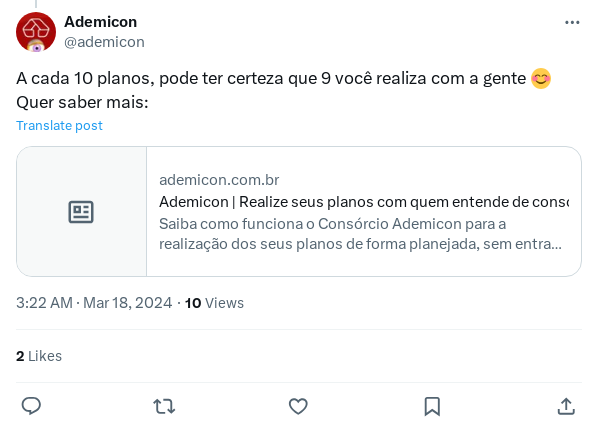 Ademicon
@ademicon
A cada 10 planos, pode ter certeza que 9 você realiza com a gente 😊
Quer saber mais:
Translate post
ademicon.com.br
Ademicon | Realize seus planos com quem entende de conso
Saiba como funciona o Consórcio Ademicon para a
realização dos seus planos de forma planejada, sem entra...
3:22 AM · Mar 18, 2024 · 10 Views
2 Likes